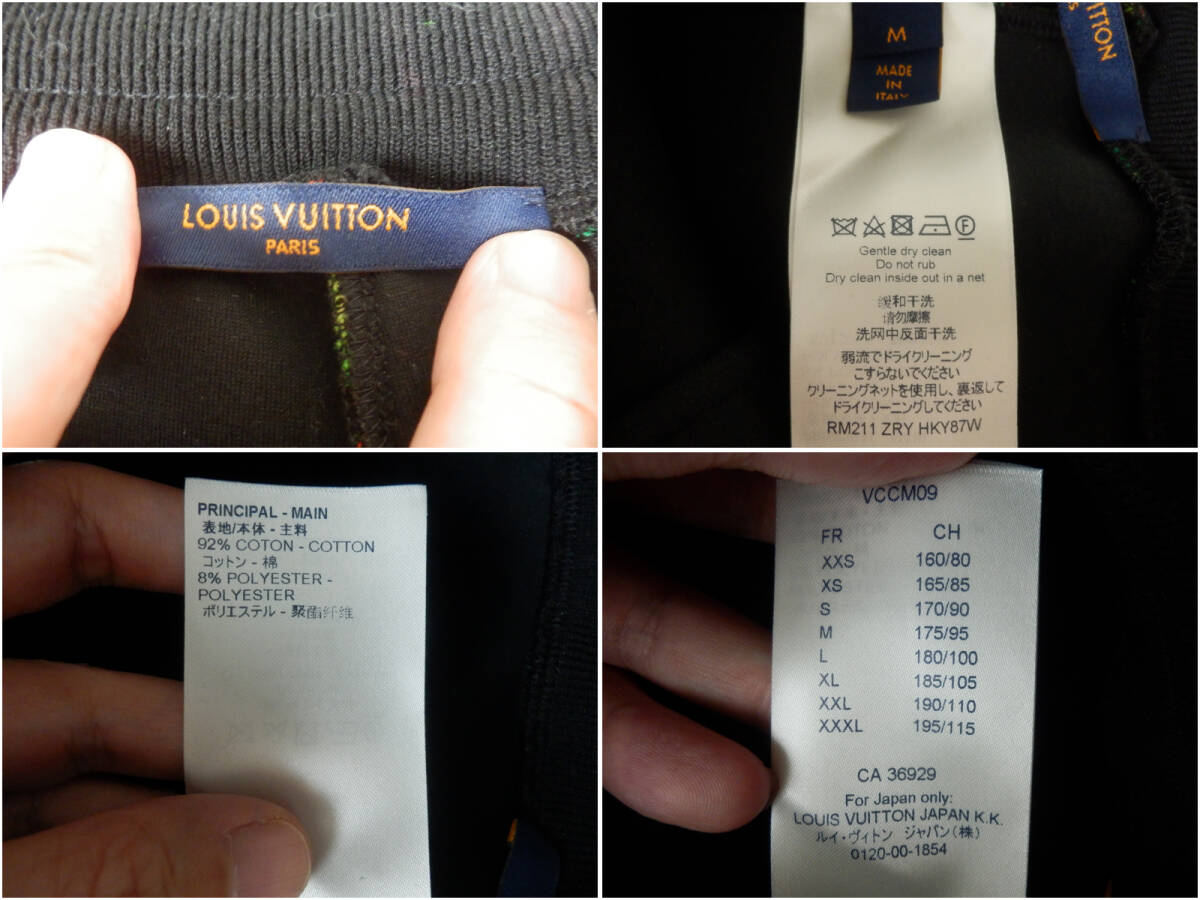 LOUIS VUITTON
PARIS
M
MADE
IN
ITALY
VUITTON
Gentle dry clean
Do not rub
Dry clean inside out in a net
缓和干洗
请勿摩擦
洗网中反面干洗
弱流でドライクリーニング
こすらないでください
クリーニングネットを使用し、裏返して
ドライクリーニングしてください
RM211 ZRY HKY87W
PRINCIPAL - MAIN
表地/本体 - 主料
92% COTON - COTTON
コットン - 棉
8% POLYESTER -
POLYESTER
ポリエステル - 聚酯纤维
VCCM09
FR CH
XXS 160/80
XS 165/85
S 170/90
M 175/95
L 180/100
XL 185/105
XXL 190/110
XXXL 195/115
CA 36929
For Japan only:
LOUIS VUITTON JAPAN K.K.
ルイ・ヴィトン ジャパン(株)
0120-00-1854